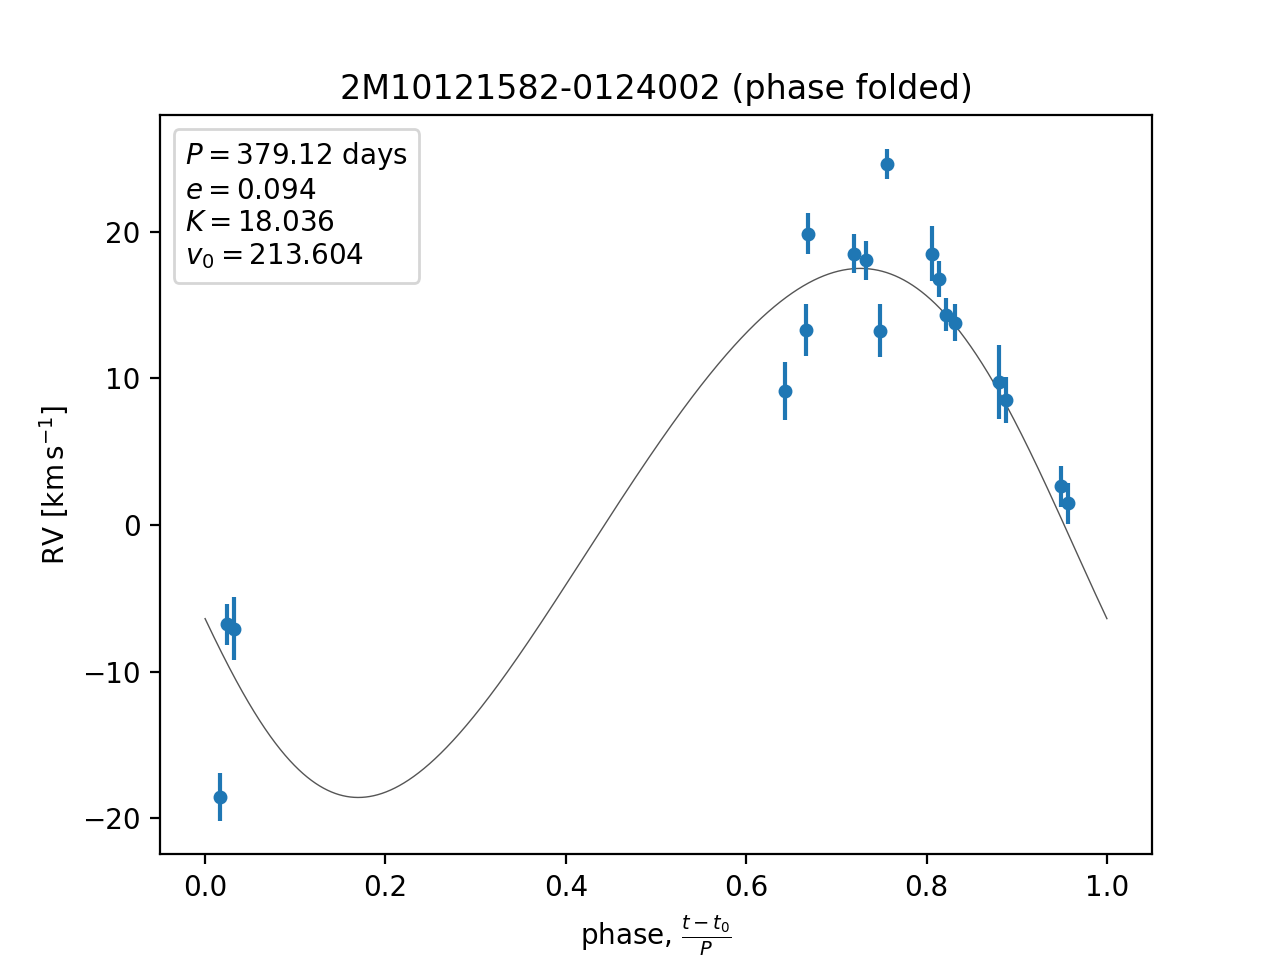 2M10121582-0124002 (phase folded)
P = 379.12 days
e = 0.094
K = 18.036
v₀ = 213.604
20
10
0
−10
−20
RV [km s⁻¹]
0.0 0.2 0.4 0.6 0.8 1.0
phase, (t − t₀)/P